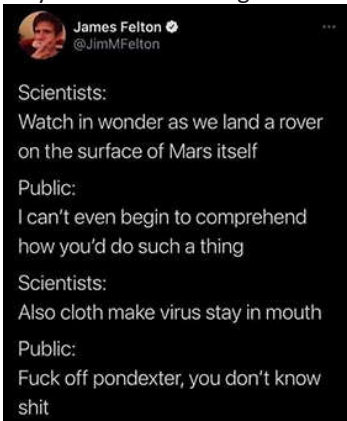 James Felton
@JimMFelton
Scientists:
Watch in wonder as we land a rover
on the surface of Mars itself
Public:
I can't even begin to comprehend
how you'd do such a thing
Scientists:
Also cloth make virus stay in mouth
Public:
Fuck off pondexter, you don't know
shit